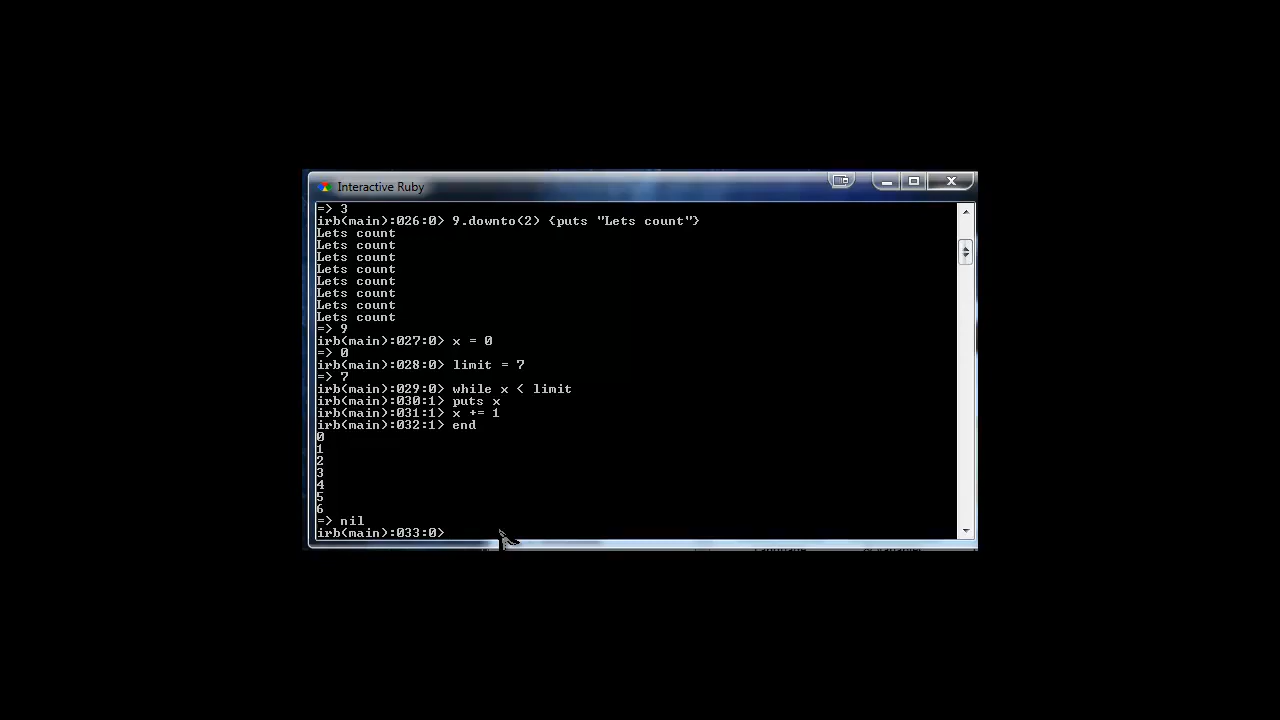 Interactive Ruby
=> 3
irb(main):026:0> 9.downto(2) {puts "Lets count"}
Lets count
Lets count
Lets count
Lets count
Lets count
Lets count
Lets count
Lets count
=> 9
irb(main):027:0> x = 0
=> 0
irb(main):028:0> limit = 7
=> 7
irb(main):029:0> while x < limit
irb(main):030:1> puts x
irb(main):031:1> x += 1
irb(main):032:1> end
0
1
2
3
4
5
6
=> nil
irb(main):033:0>